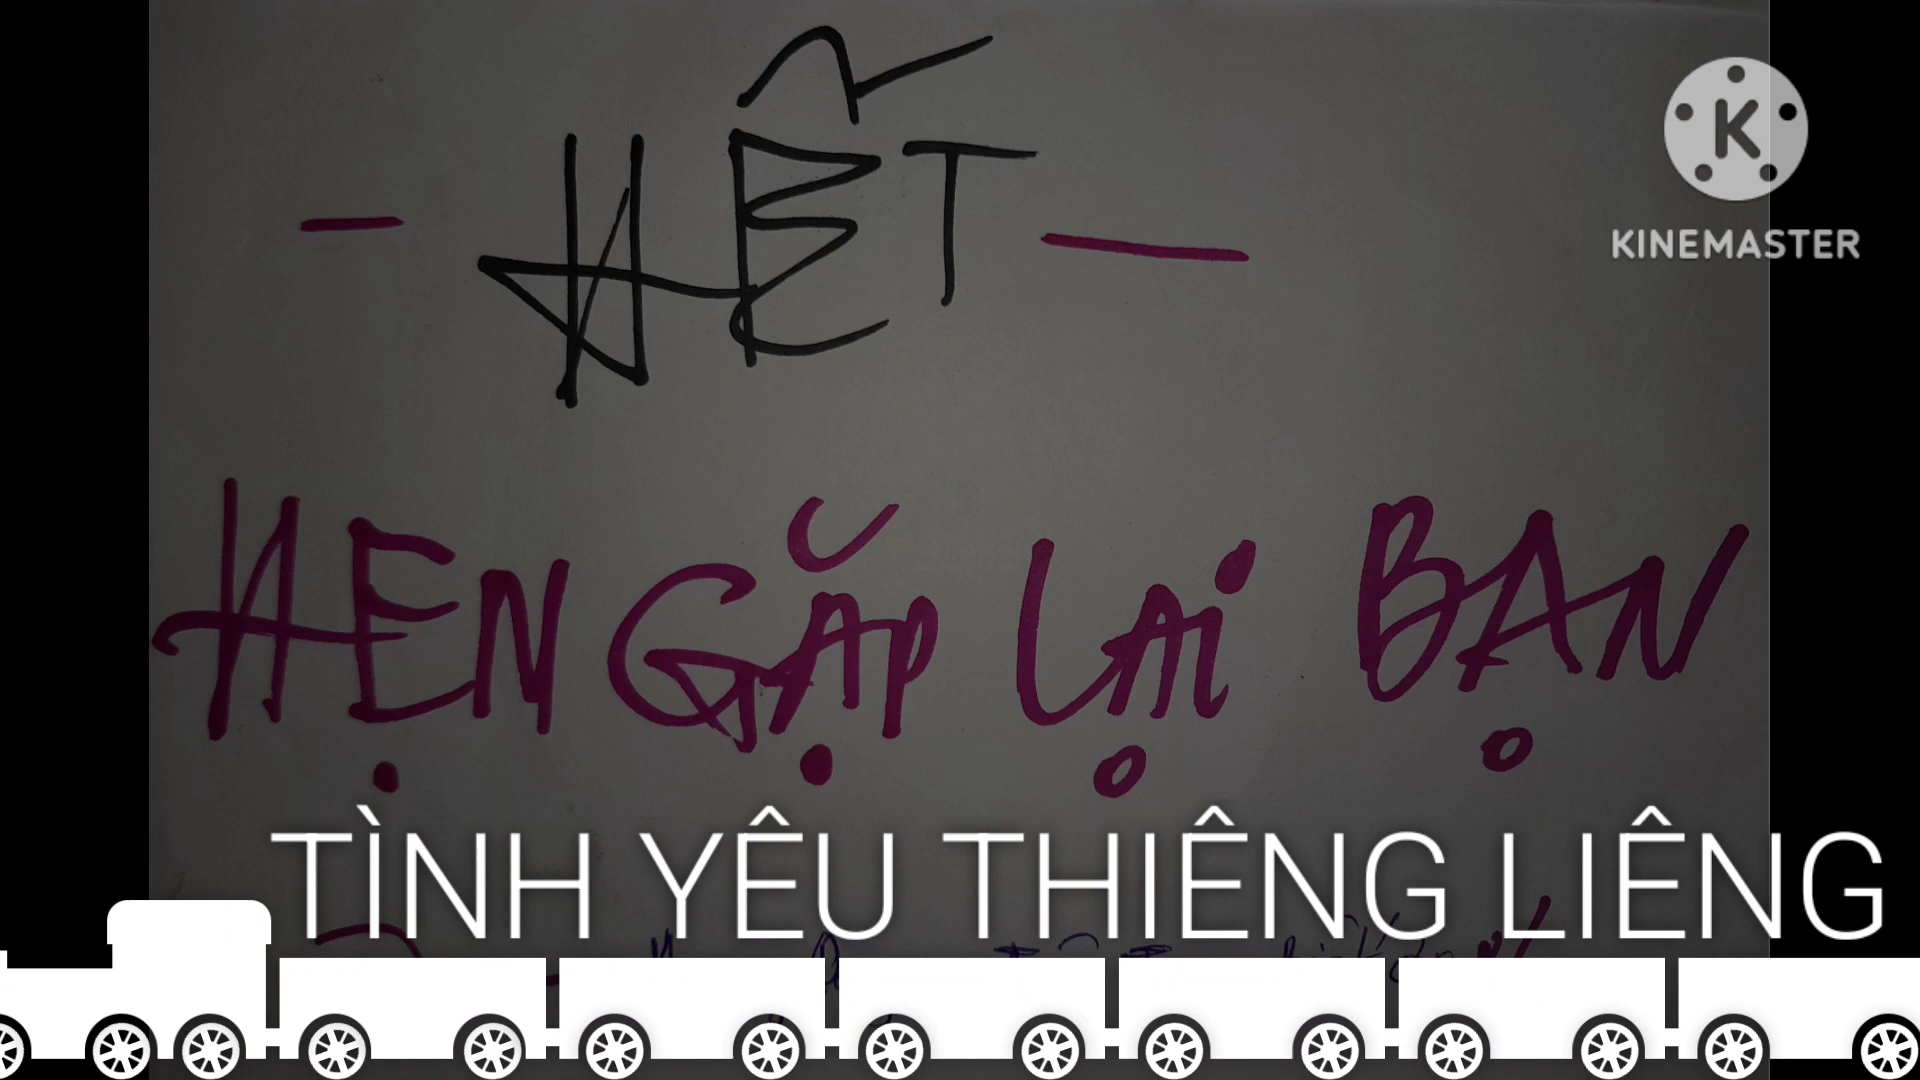 - HẾT -
K
KINEMASTER
HẸN GẶP LẠI BẠN
TÌNH YÊU THIÊNG LIÊNG